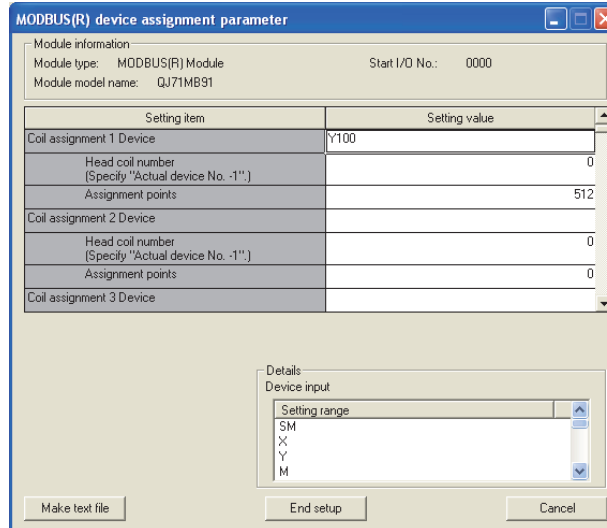 MODBUS(R) device assignment parameter
Module information
Module type: MODBUS(R) Module Start I/O No.: 0000
Module model name: QJ71MB91
Setting item Setting value
Coil assignment 1 Device Y100
Head coil number 0
(Specify "Actual device No. -1".)
Assignment points 512
Coil assignment 2 Device
Head coil number 0
(Specify "Actual device No. -1".)
Assignment points 0
Coil assignment 3 Device
Details
Device input
Setting range
SM
X
Y
M
Make text file End setup Cancel